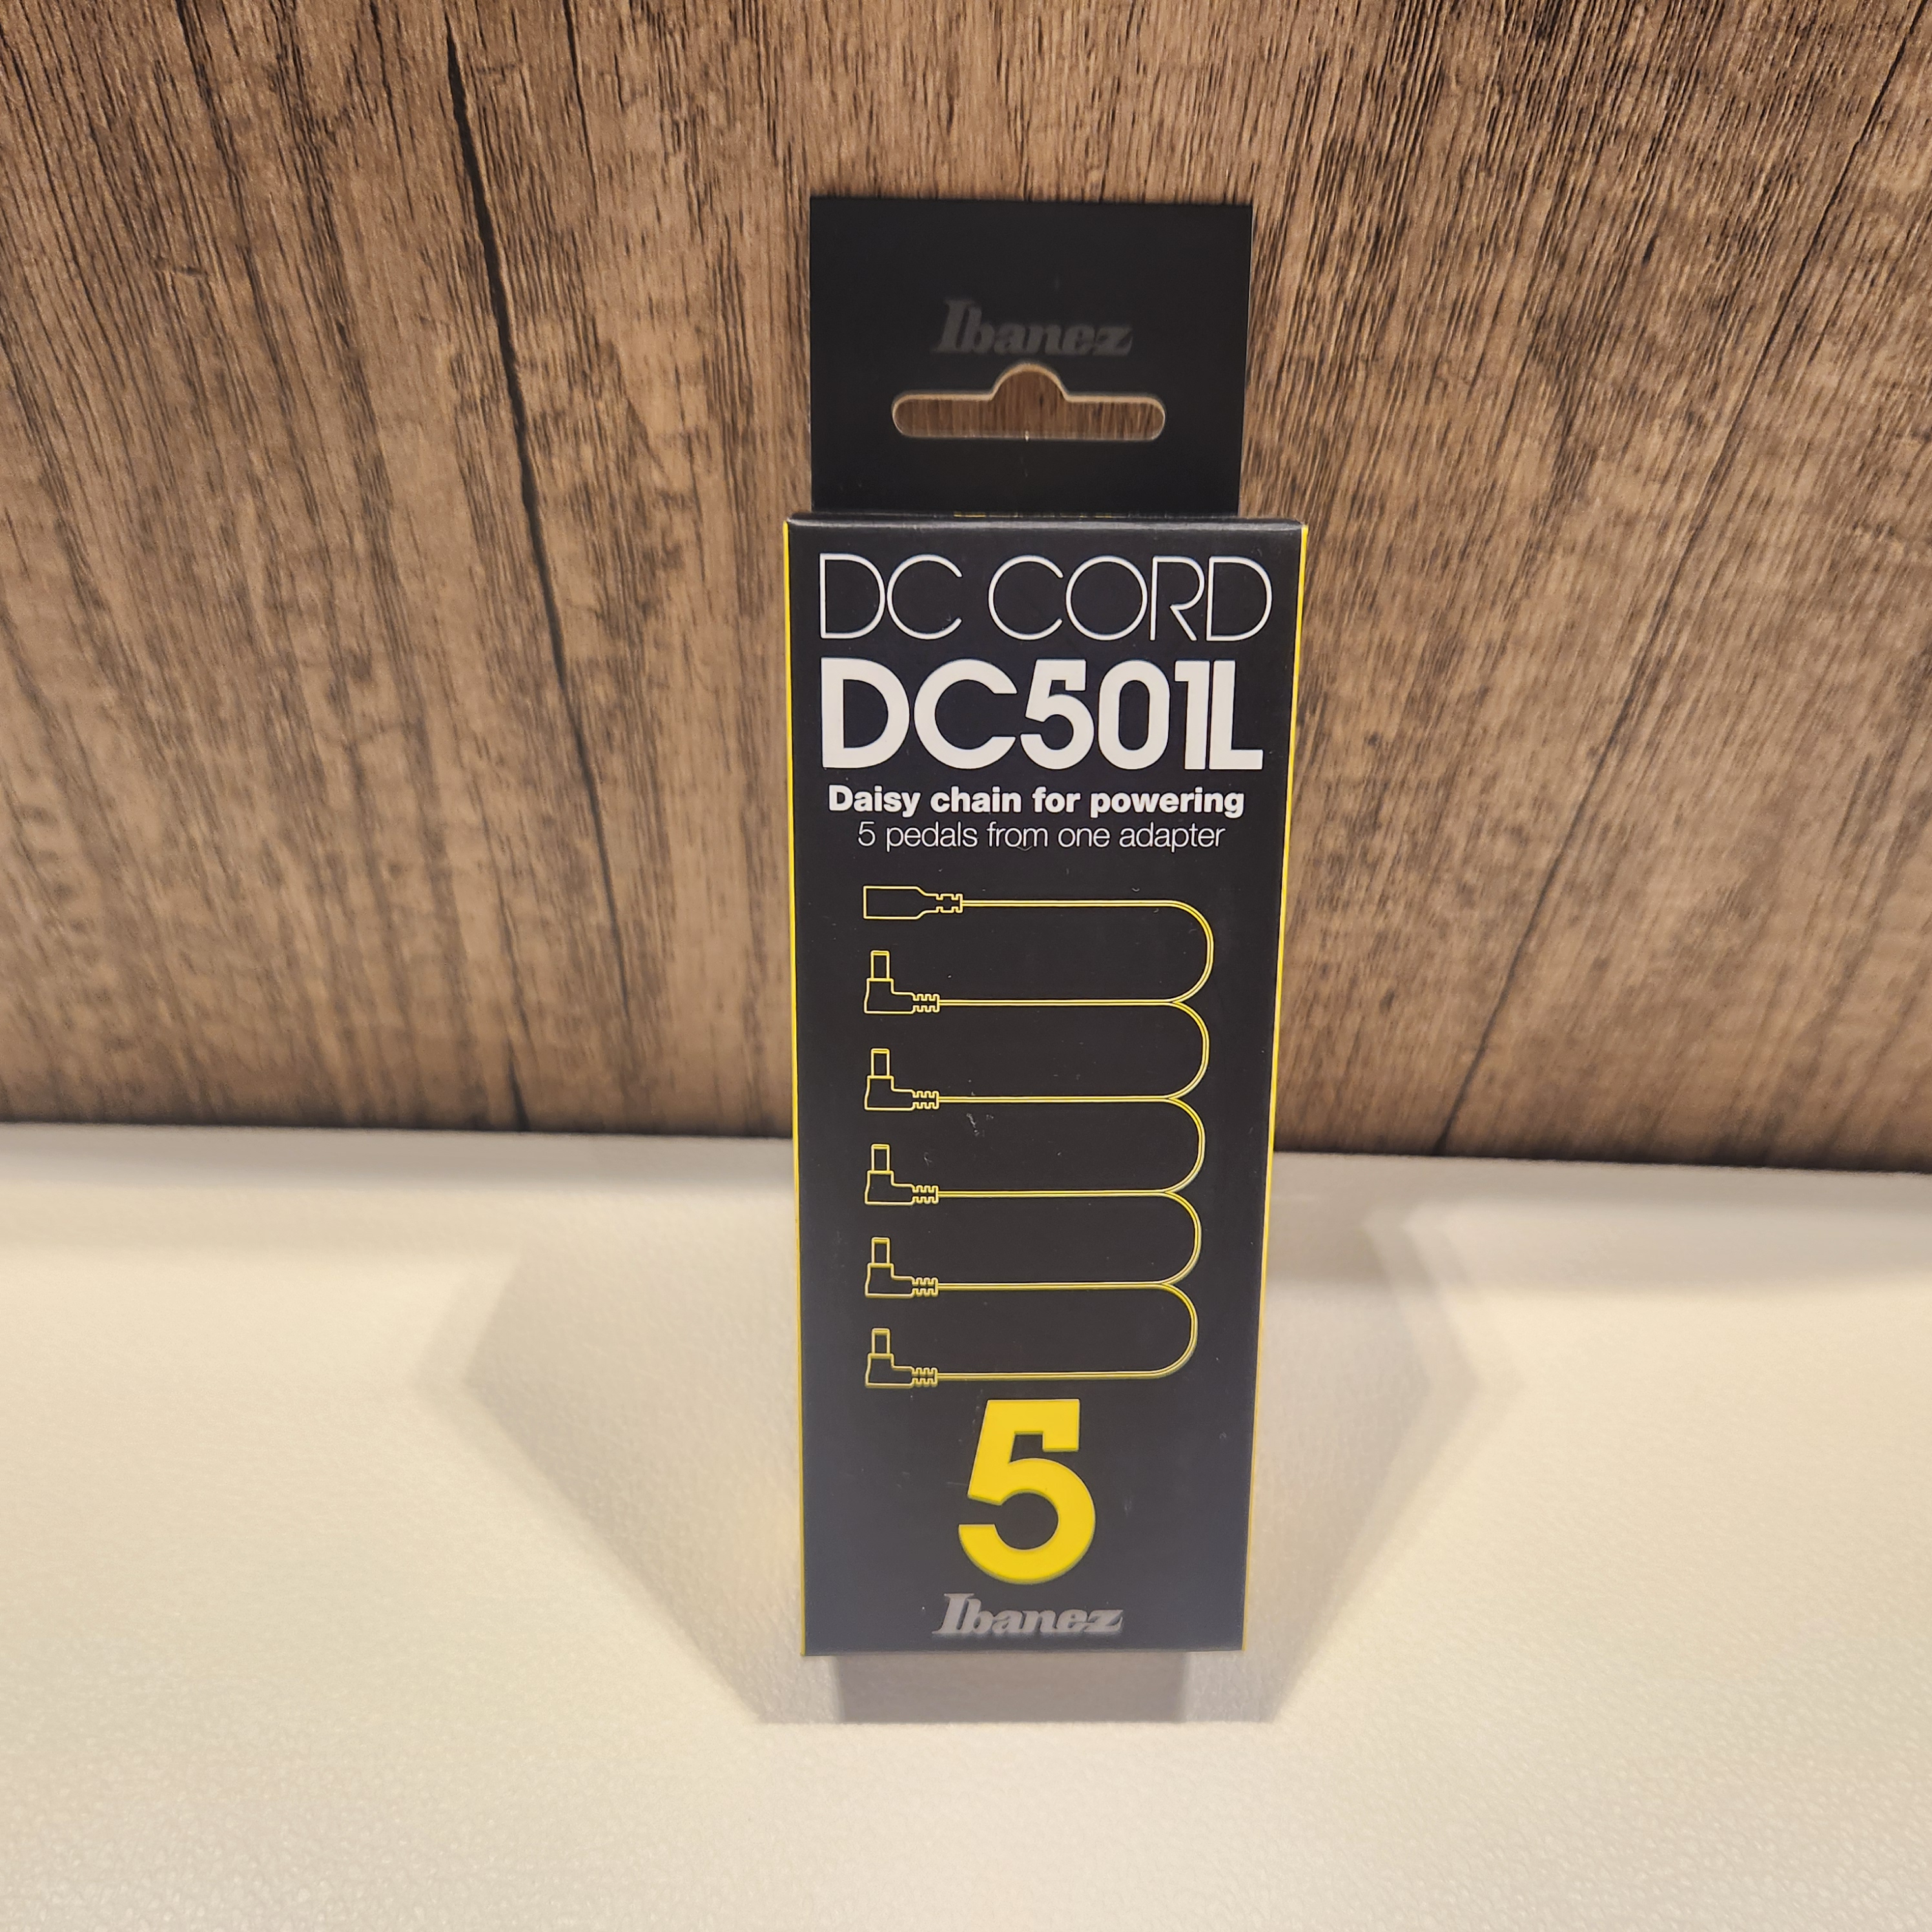 Ibanez
DC CORD
DC501L
Daisy chain for powering
5 pedals from one adapter
5
Ibanez